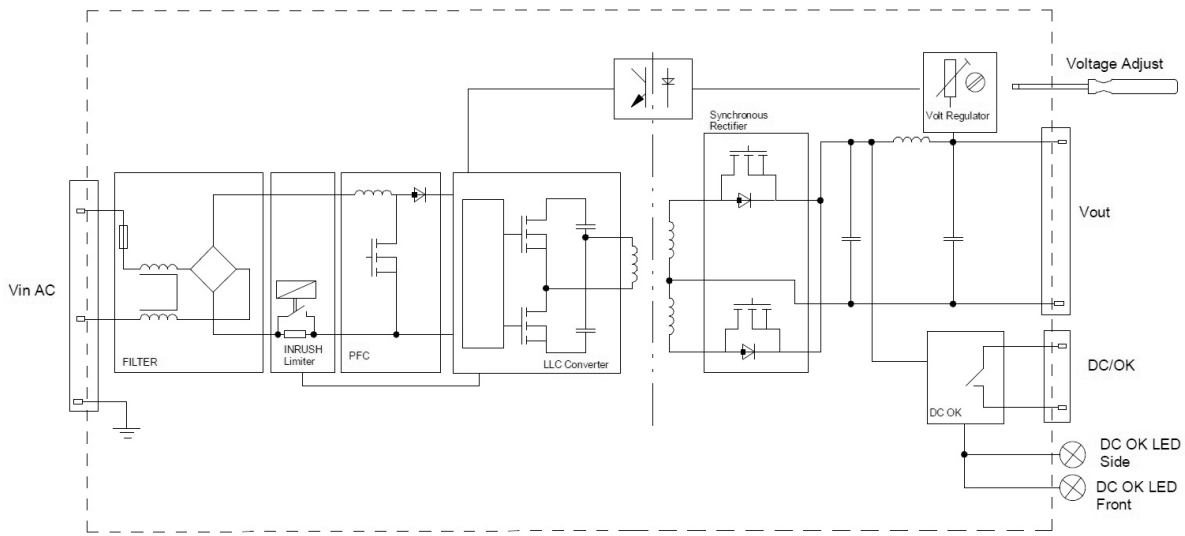 Voltage Adjust
Volt Regulator
Synchronous
Rectifier
Vin AC
Vout
FILTER
INRUSH
Limiter
PFC
LLC Converter
DC/OK
DC OK
DC OK LED
Side
DC OK LED
Front